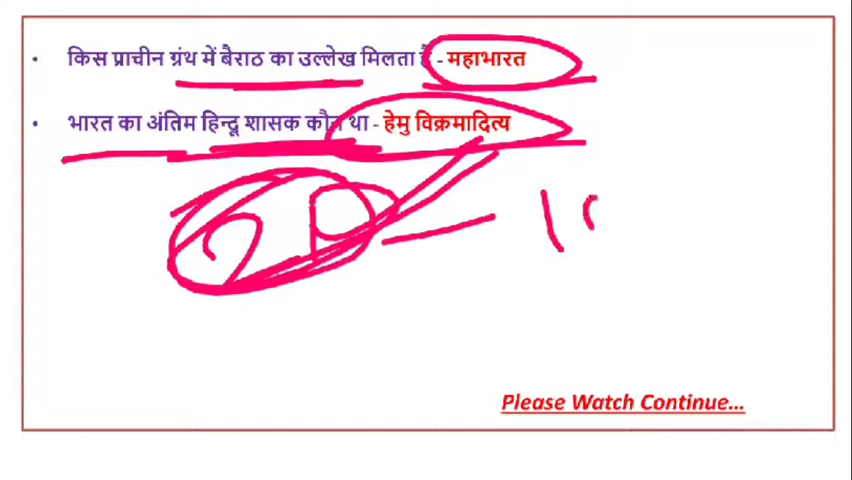 • किस प्राचीन ग्रंथ में बैराठ का उल्लेख मिलता है - महाभारत
• भारत का अंतिम हिन्दू शासक कौन था - हेमु विक्रमादित्य
Please Watch Continue...